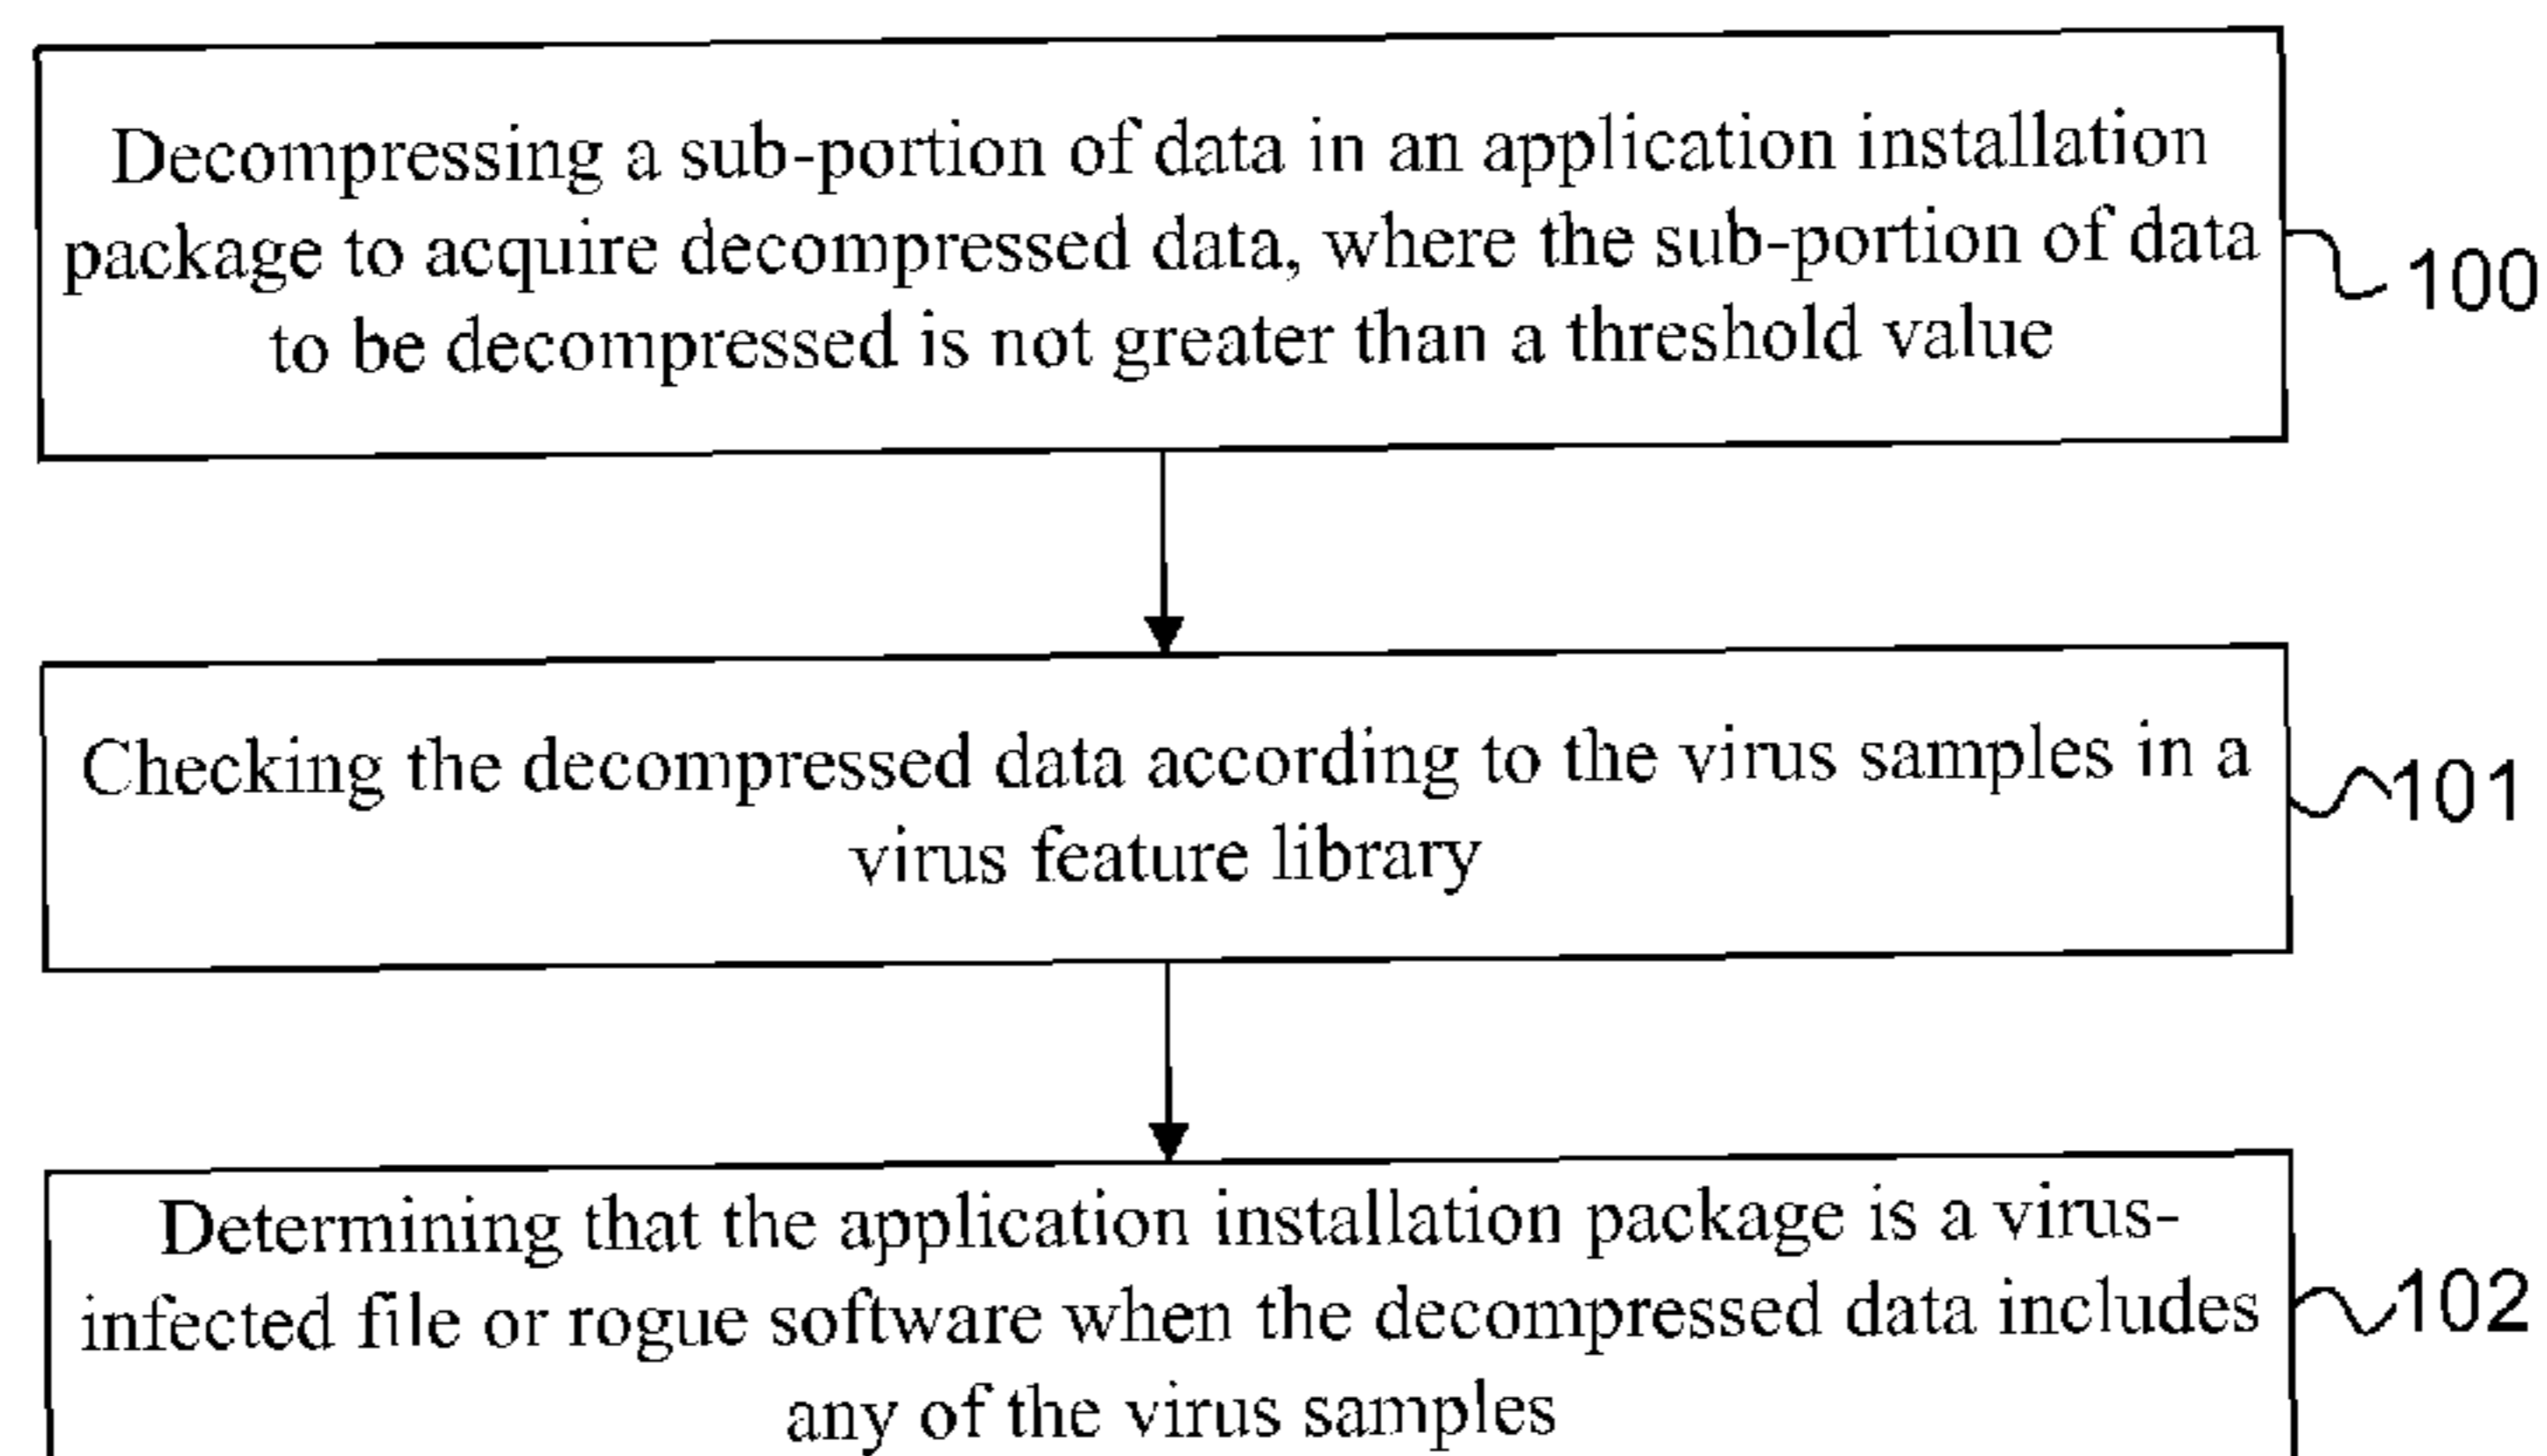 Decompressing a sub-portion of data in an application installation
package to acquire decompressed data, where the sub-portion of data
to be decompressed is not greater than a threshold value
100
Checking the decompressed data according to the virus samples in a
virus feature library
101
Determining that the application installation package is a virus-
infected file or rogue software when the decompressed data includes
any of the virus samples
102